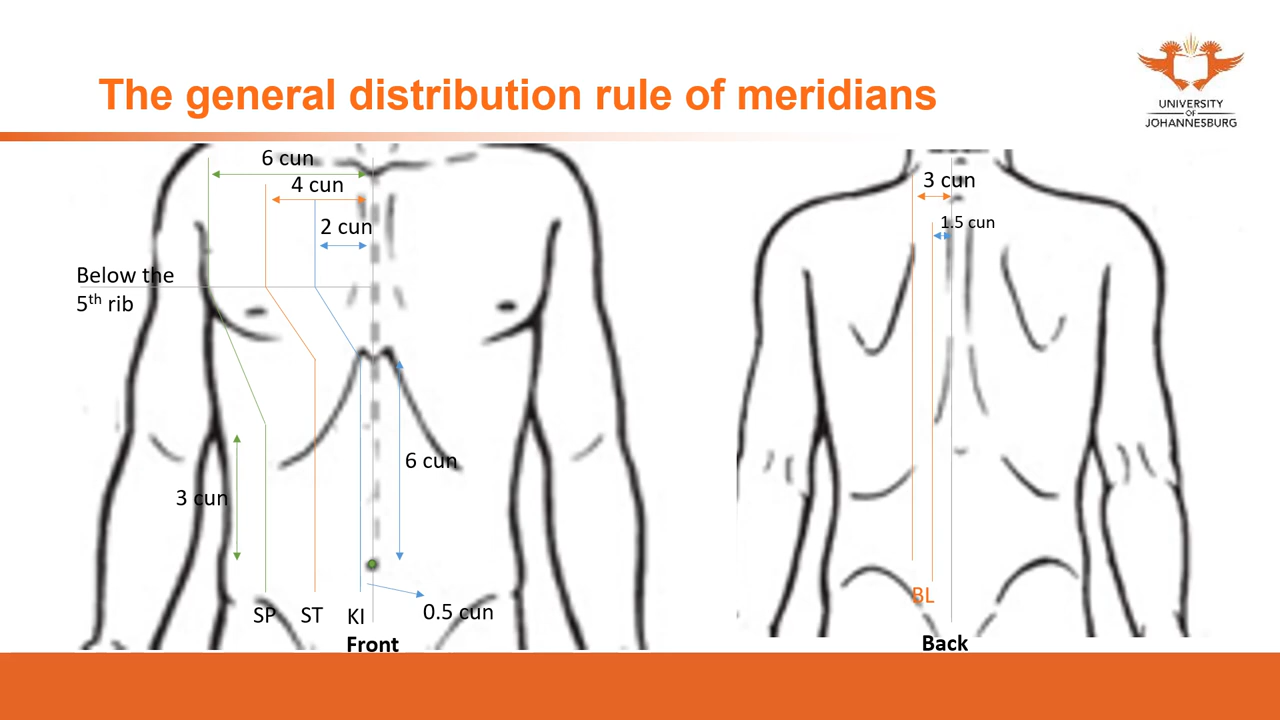 The general distribution rule of meridians
UNIVERSITY
OF
JOHANNESBURG
6 cun
4 cun
2 cun
Below the
5th rib
3 cun
6 cun
SP
ST
KI
0.5 cun
Front
3 cun
1.5 cun
BL
Back